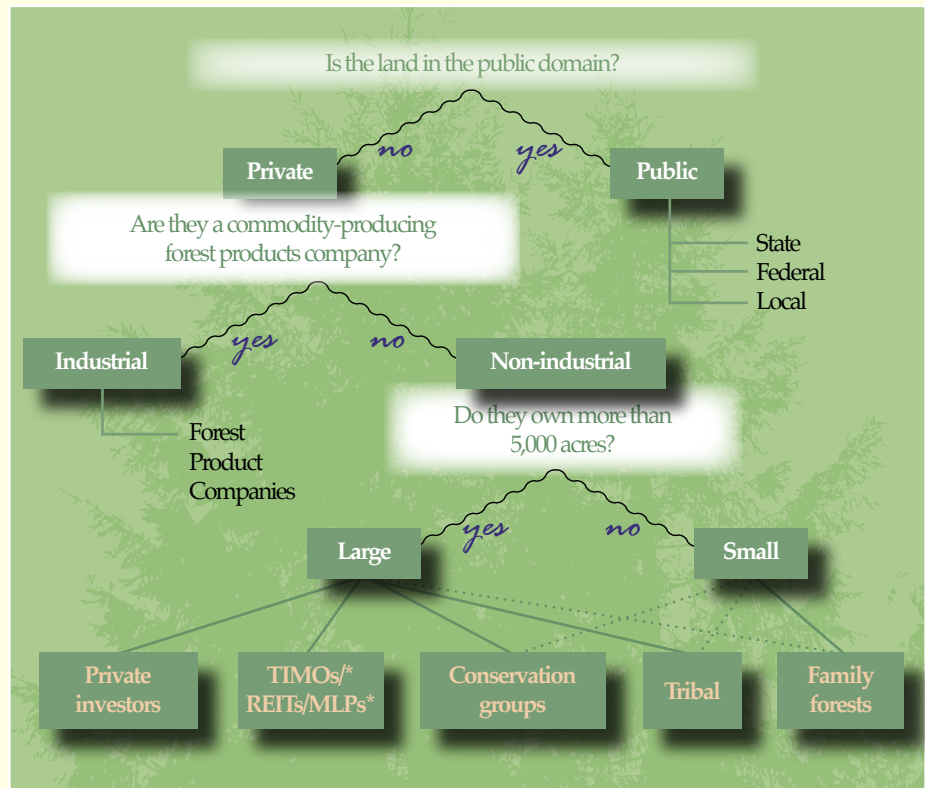 Is the land in the public domain?
no
yes
Private
Public
Are they a commodity-producing
forest products company?
State
Federal
Local
yes
no
Industrial
Non-industrial
Forest
Product
Companies
Do they own more than
5,000 acres?
yes
no
Large
Small
Private
investors
TIMOs/*
REITs/MLPs*
Conservation
groups
Tribal
Family
forests